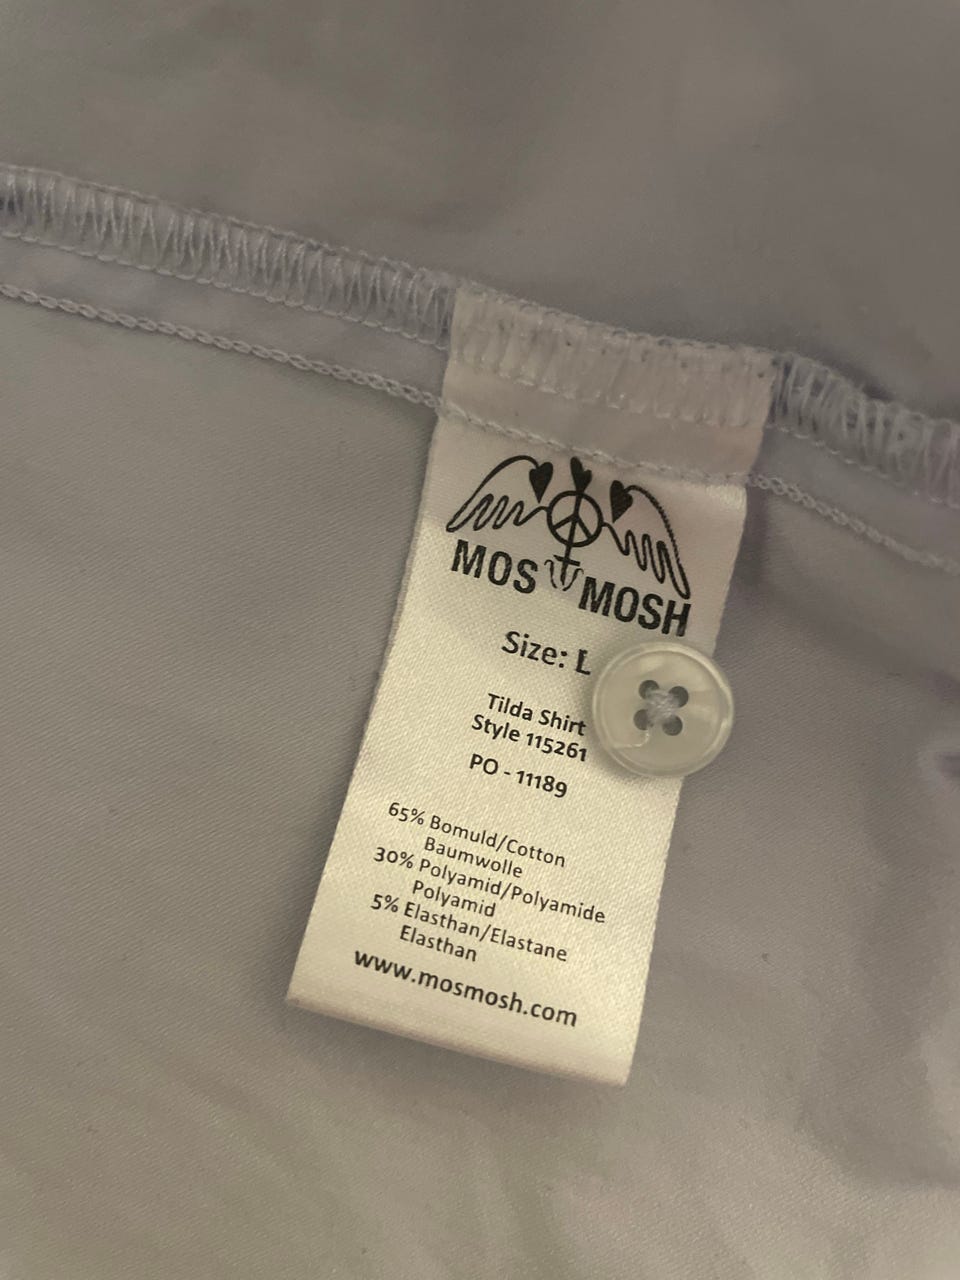 MOS MOSH
Size: L
Tilda Shirt
Style 115261
PO - 11189
65% Bomuld/Cotton
Baumwolle
30% Polyamid/Polyamide
Polyamid
5% Elasthan/Elastane
Elasthan
www.mosmosh.com